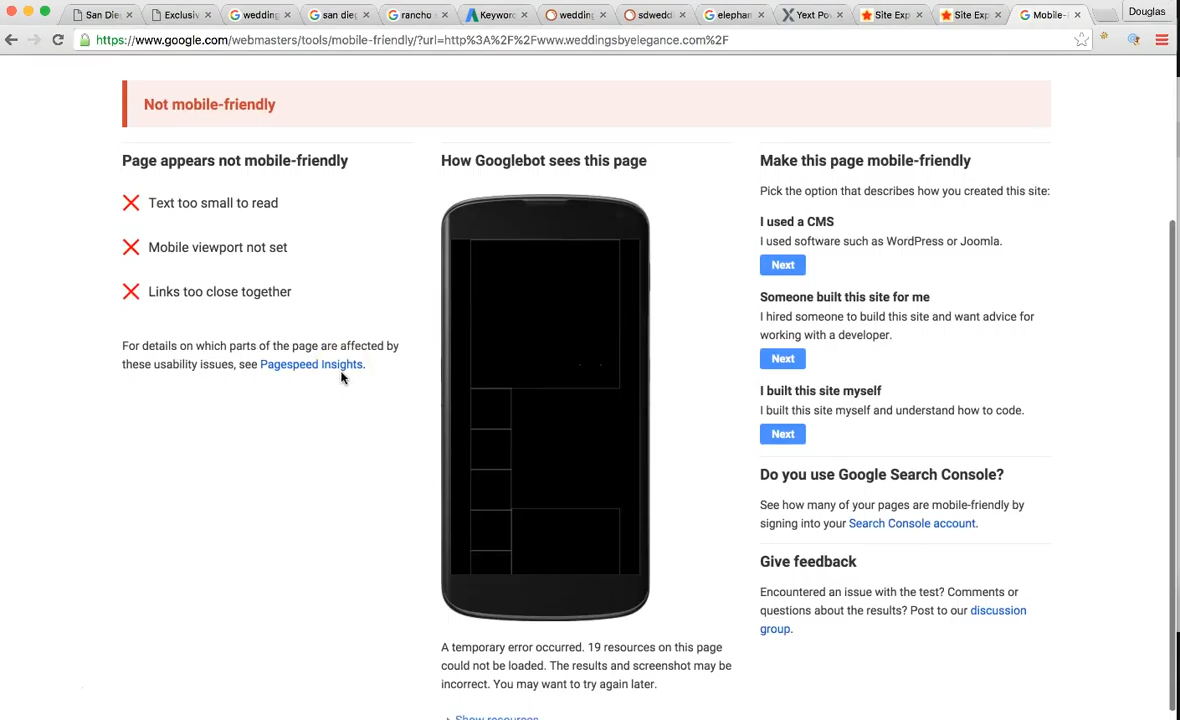 San Die
Exclusiv
wedding
san dieg
rancho
Keyword
wedding
sdweddi
elephan
Yext Po
Site Exp
Site Exp
Mobile-
Douglas
https://www.google.com/webmasters/tools/mobile-friendly/?url=http%3A%2F%2Fwww.weddingsbyelegance.com%2F
Not mobile-friendly
Page appears not mobile-friendly
Text too small to read
Mobile viewport not set
Links too close together
For details on which parts of the page are affected by
these usability issues, see Pagespeed Insights.
How Googlebot sees this page
A temporary error occurred. 19 resources on this page
could not be loaded. The results and screenshot may be
incorrect. You may want to try again later.
Show resources
Make this page mobile-friendly
Pick the option that describes how you created this site:
I used a CMS
I used software such as WordPress or Joomla.
Next
Someone built this site for me
I hired someone to build this site and want advice for
working with a developer.
Next
I built this site myself
I built this site myself and understand how to code.
Next
Do you use Google Search Console?
See how many of your pages are mobile-friendly by
signing into your Search Console account.
Give feedback
Encountered an issue with the test? Comments or
questions about the results? Post to our discussion
group.